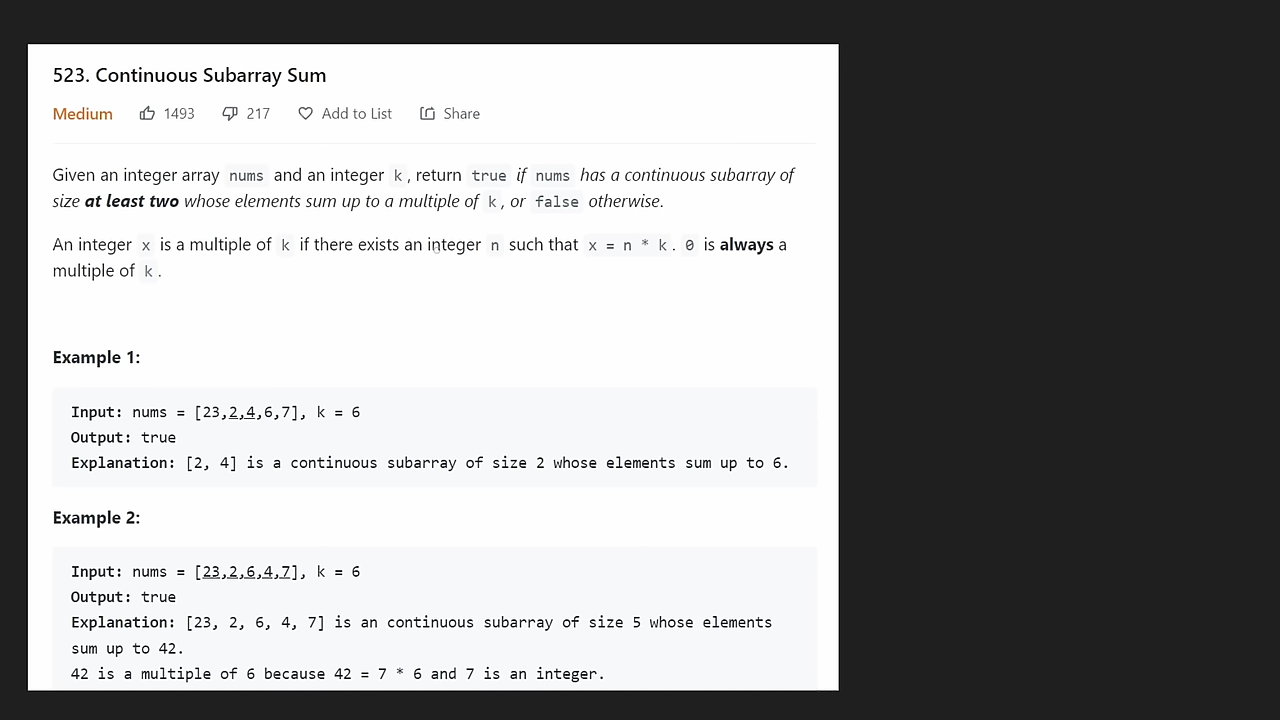 523. Continuous Subarray Sum
Medium 1493 217 Add to List Share
Given an integer array nums and an integer k, return true if nums has a continuous subarray of
size at least two whose elements sum up to a multiple of k, or false otherwise.
An integer x is a multiple of k if there exists an integer n such that x = n * k. 0 is always a
multiple of k.
Example 1:
Input: nums = [23,2,4,6,7], k = 6
Output: true
Explanation: [2, 4] is a continuous subarray of size 2 whose elements sum up to 6.
Example 2:
Input: nums = [23,2,6,4,7], k = 6
Output: true
Explanation: [23, 2, 6, 4, 7] is an continuous subarray of size 5 whose elements
sum up to 42.
42 is a multiple of 6 because 42 = 7 * 6 and 7 is an integer.